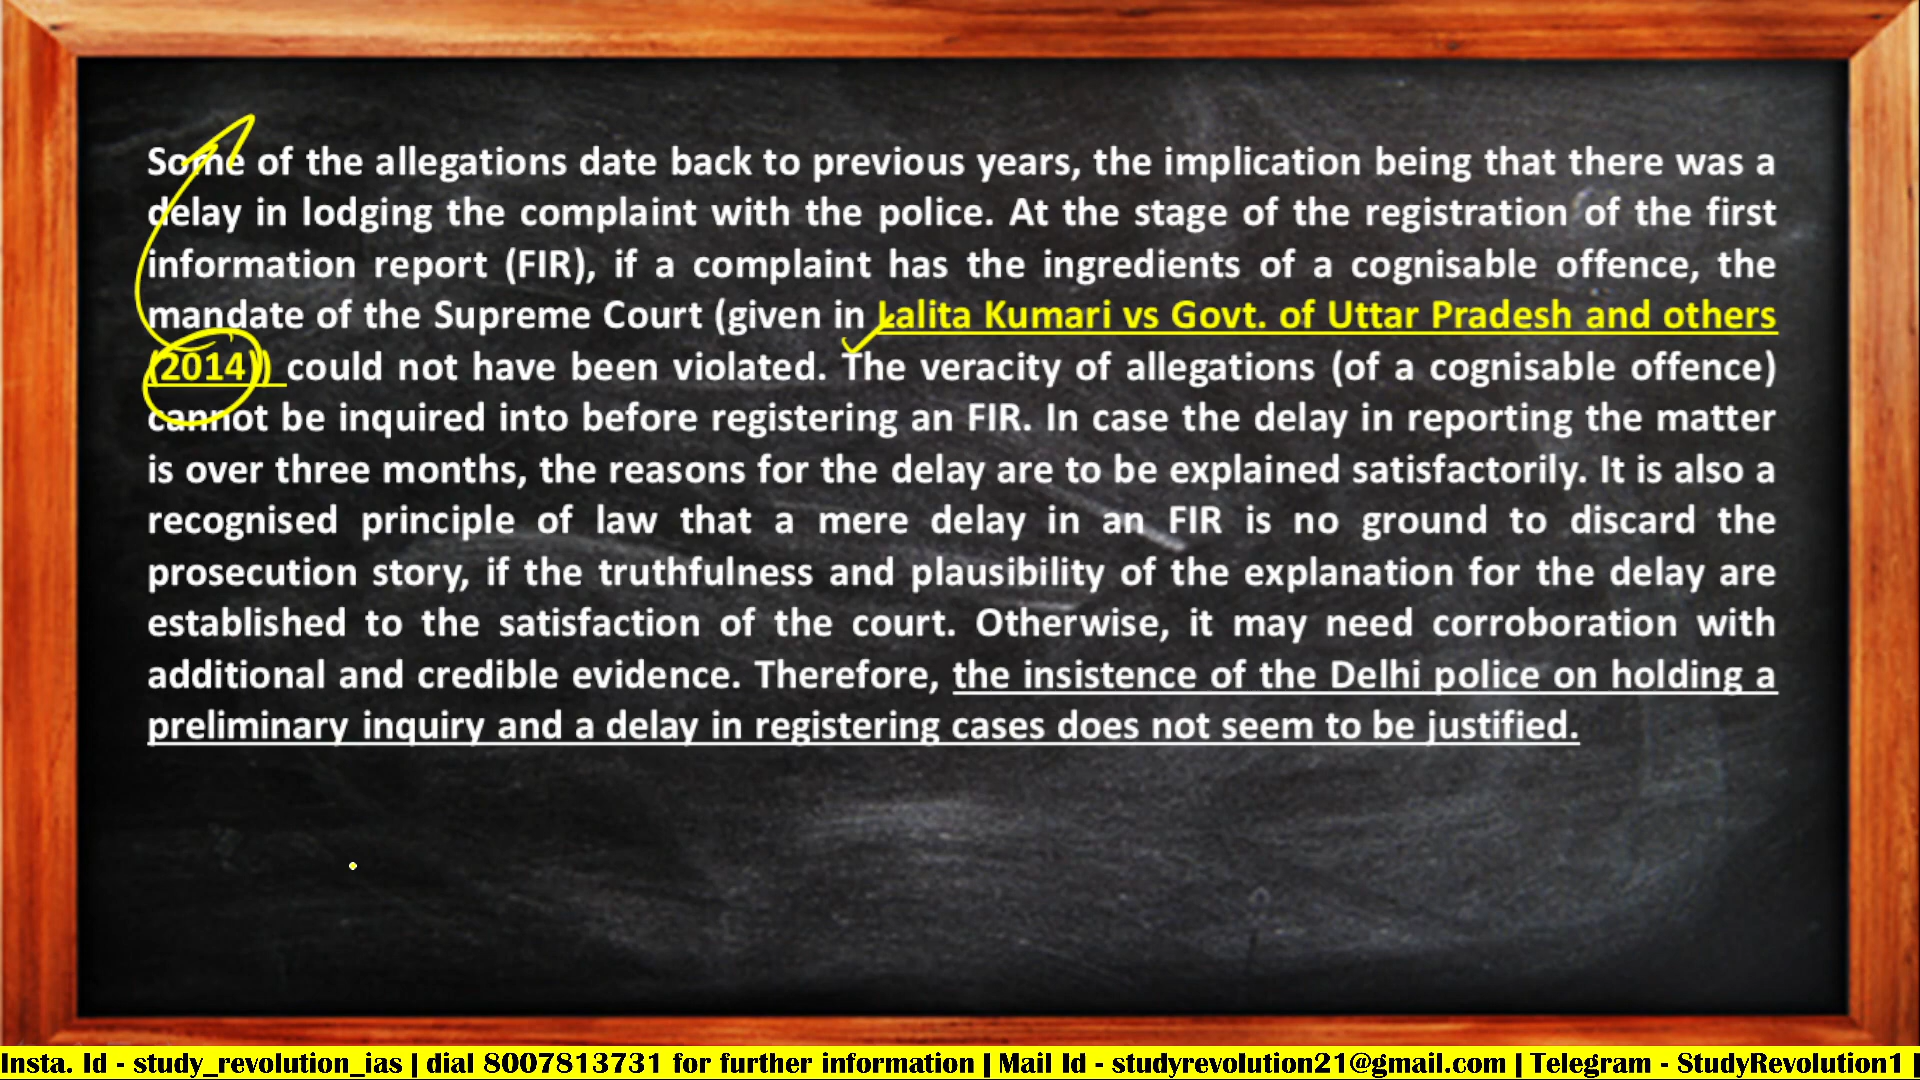 Some of the allegations date back to previous years, the implication being that there was a
delay in lodging the complaint with the police. At the stage of the registration of the first
information report (FIR), if a complaint has the ingredients of a cognisable offence, the
mandate of the Supreme Court (given in Lalita Kumari vs Govt. of Uttar Pradesh and others
(2014)) could not have been violated. The veracity of allegations (of a cognisable offence)
cannot be inquired into before registering an FIR. In case the delay in reporting the matter
is over three months, the reasons for the delay are to be explained satisfactorily. It is also a
recognised principle of law that a mere delay in an FIR is no ground to discard the
prosecution story, if the truthfulness and plausibility of the explanation for the delay are
established to the satisfaction of the court. Otherwise, it may need corroboration with
additional and credible evidence. Therefore, the insistence of the Delhi police on holding a
preliminary inquiry and a delay in registering cases does not seem to be justified.
Insta. Id - study_revolution_ias | dial 8007813731 for further information | Mail Id - studyrevolution21@gmail.com | Telegram - StudyRevolution1 |